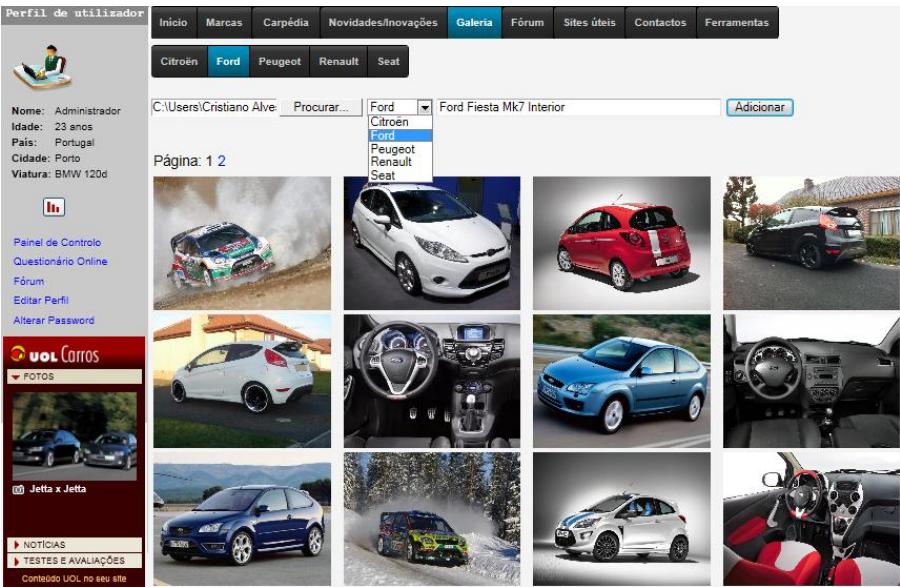 Perfil de utilizador
Nome: Administrador
Idade: 23 anos
País: Portugal
Cidade: Porto
Viatura: BMW 120d
Painel de Controlo
Questionário Online
Fórum
Editar Perfil
Alterar Password
UOL Carros
FOTOS
Jetta x Jetta
NOTÍCIAS
TESTES E AVALIAÇÕES
Conteúdo UOL no seu site
Início Marcas Carpédia Novidades/Inovações Galeria Fórum Sites úteis Contactos Ferramentas
Citroën Ford Peugeot Renault Seat
C:\Users\Cristiano Alve Procurar... Ford Ford Fiesta Mk7 Interior Adicionar
Citroën
Ford
Peugeot
Renault
Seat
Página: 1 2